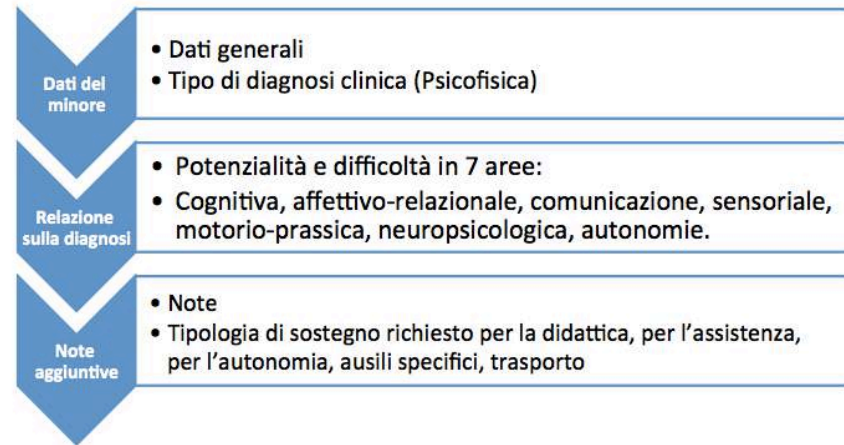 Dati del
minore
• Dati generali
• Tipo di diagnosi clinica (Psicofisica)
Relazione
sulla diagnosi
• Potenzialità e difficoltà in 7 aree:
• Cognitiva, affettivo-relazionale, comunicazione, sensoriale,
motorio-prassica, neuropsicologica, autonomie.
Note
aggiuntive
• Note
• Tipologia di sostegno richiesto per la didattica, per l'assistenza,
per l'autonomia, ausili specifici, trasporto